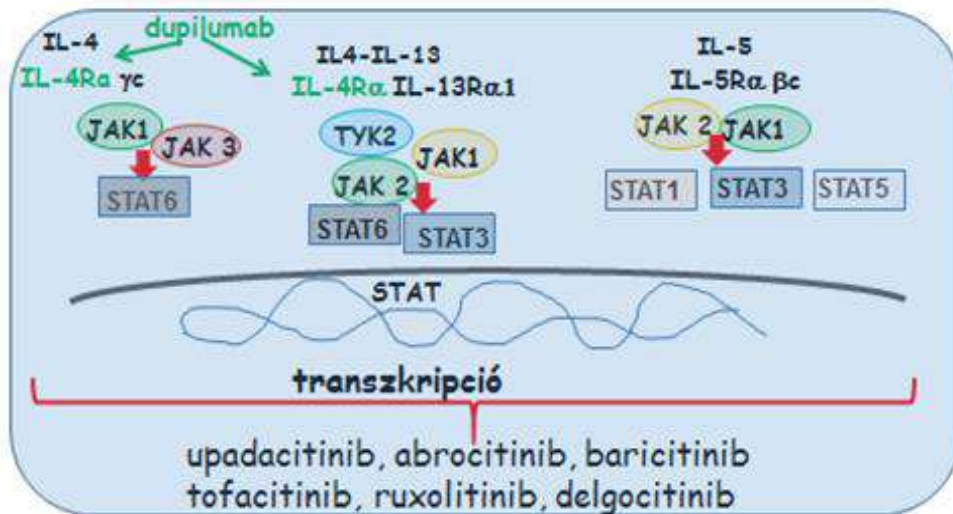 dupilumab
IL-4
IL-4Rα γc
JAK1
JAK 3
STAT6
IL4-IL-13
IL-4Rα IL-13Rα1
TYK2
JAK1
JAK 2
STAT6
STAT3
IL-5
IL-5Rα βc
JAK 2
JAK1
STAT1
STAT3
STAT5
STAT
transzkripció
upadacitinib, abrocitinib, baricitinib
tofacitinib, ruxolitinib, delgocitinib